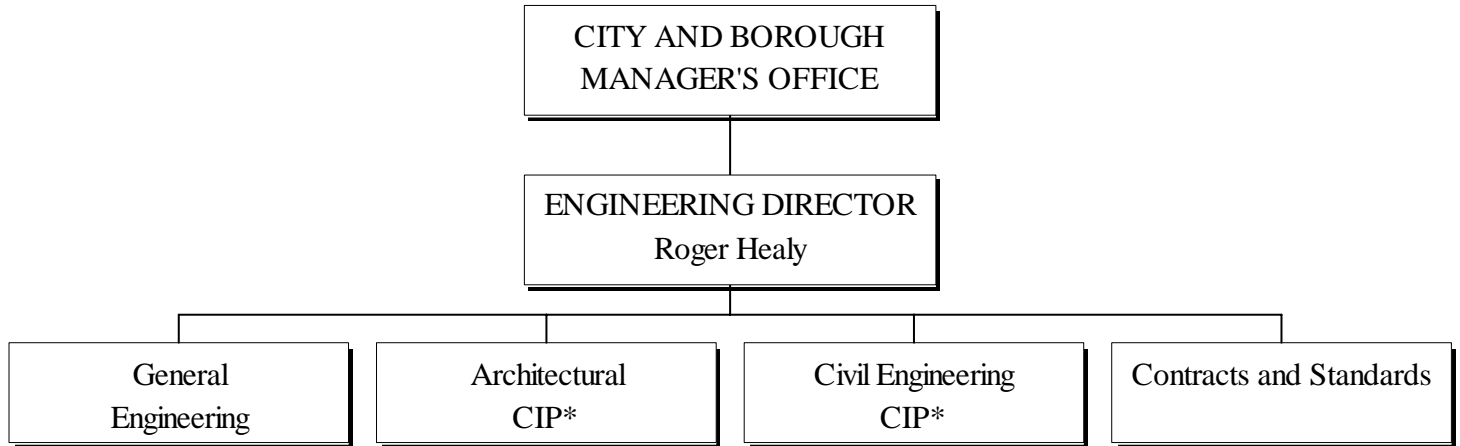 CITY AND BOROUGH
MANAGER'S OFFICE
ENGINEERING DIRECTOR
Roger Healy
General
Engineering
Architectural
CIP*
Civil Engineering
CIP*
Contracts and Standards